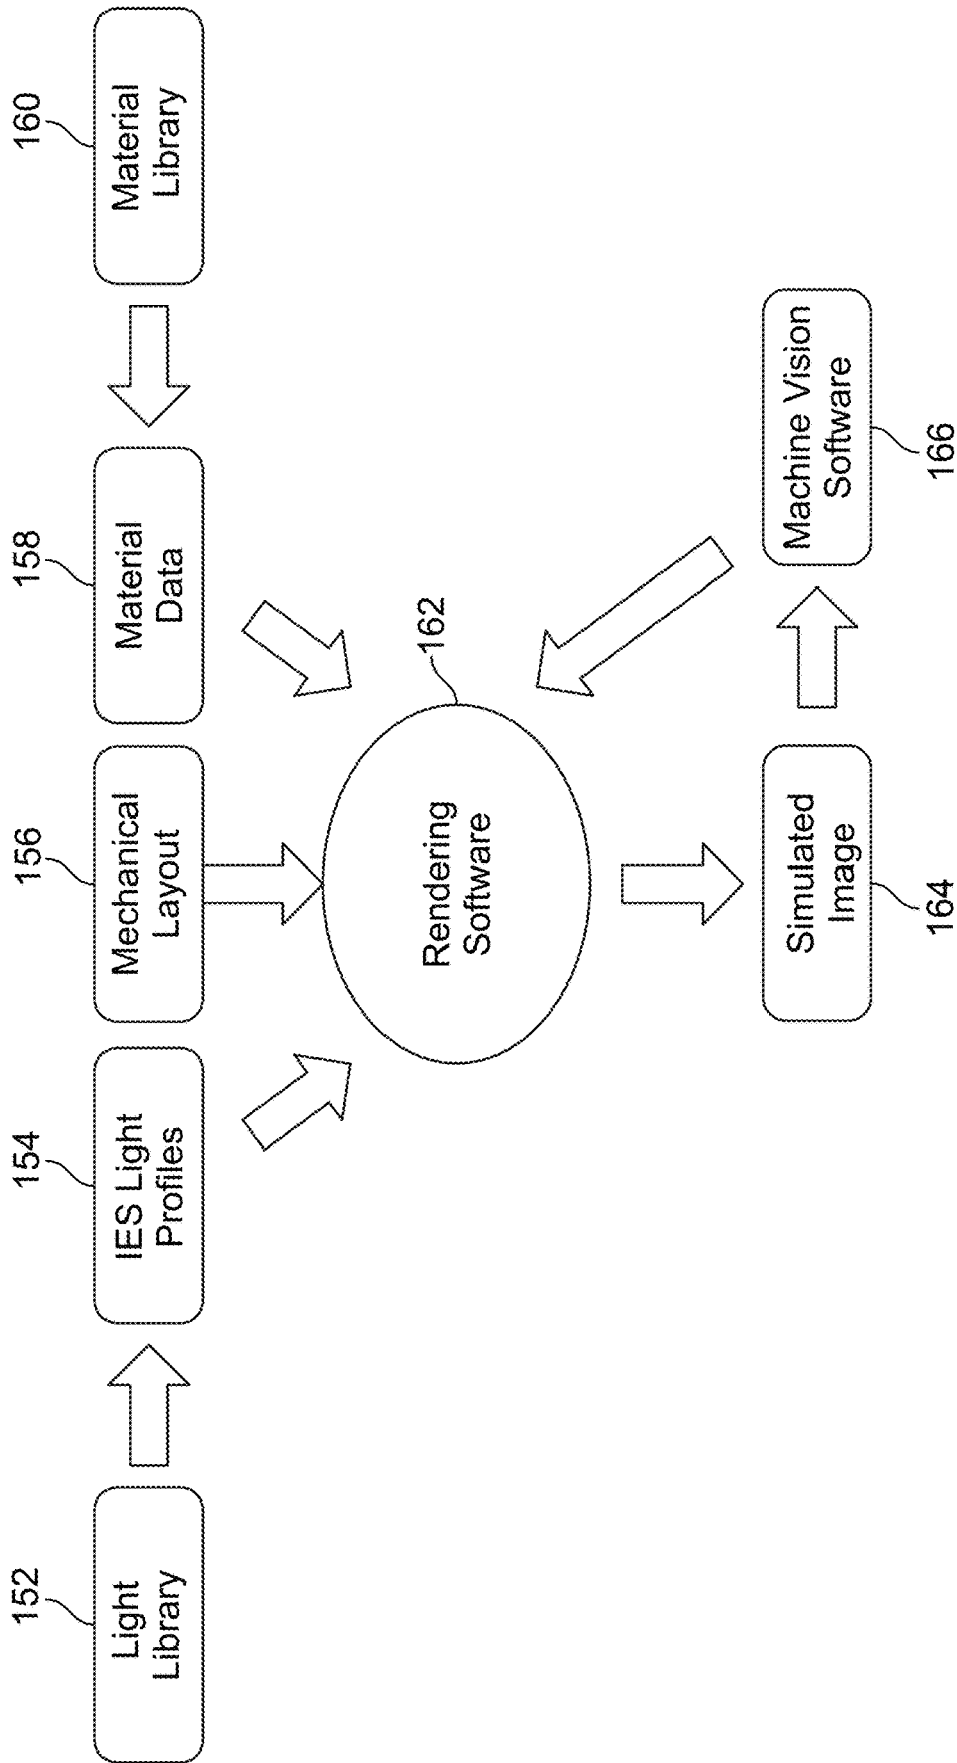 152
Light
Library
154
IES Light
Profiles
156
Mechanical
Layout
158
Material
Data
160
Material
Library
162
Rendering
Software
Simulated
Image
164
Machine Vision
Software
166